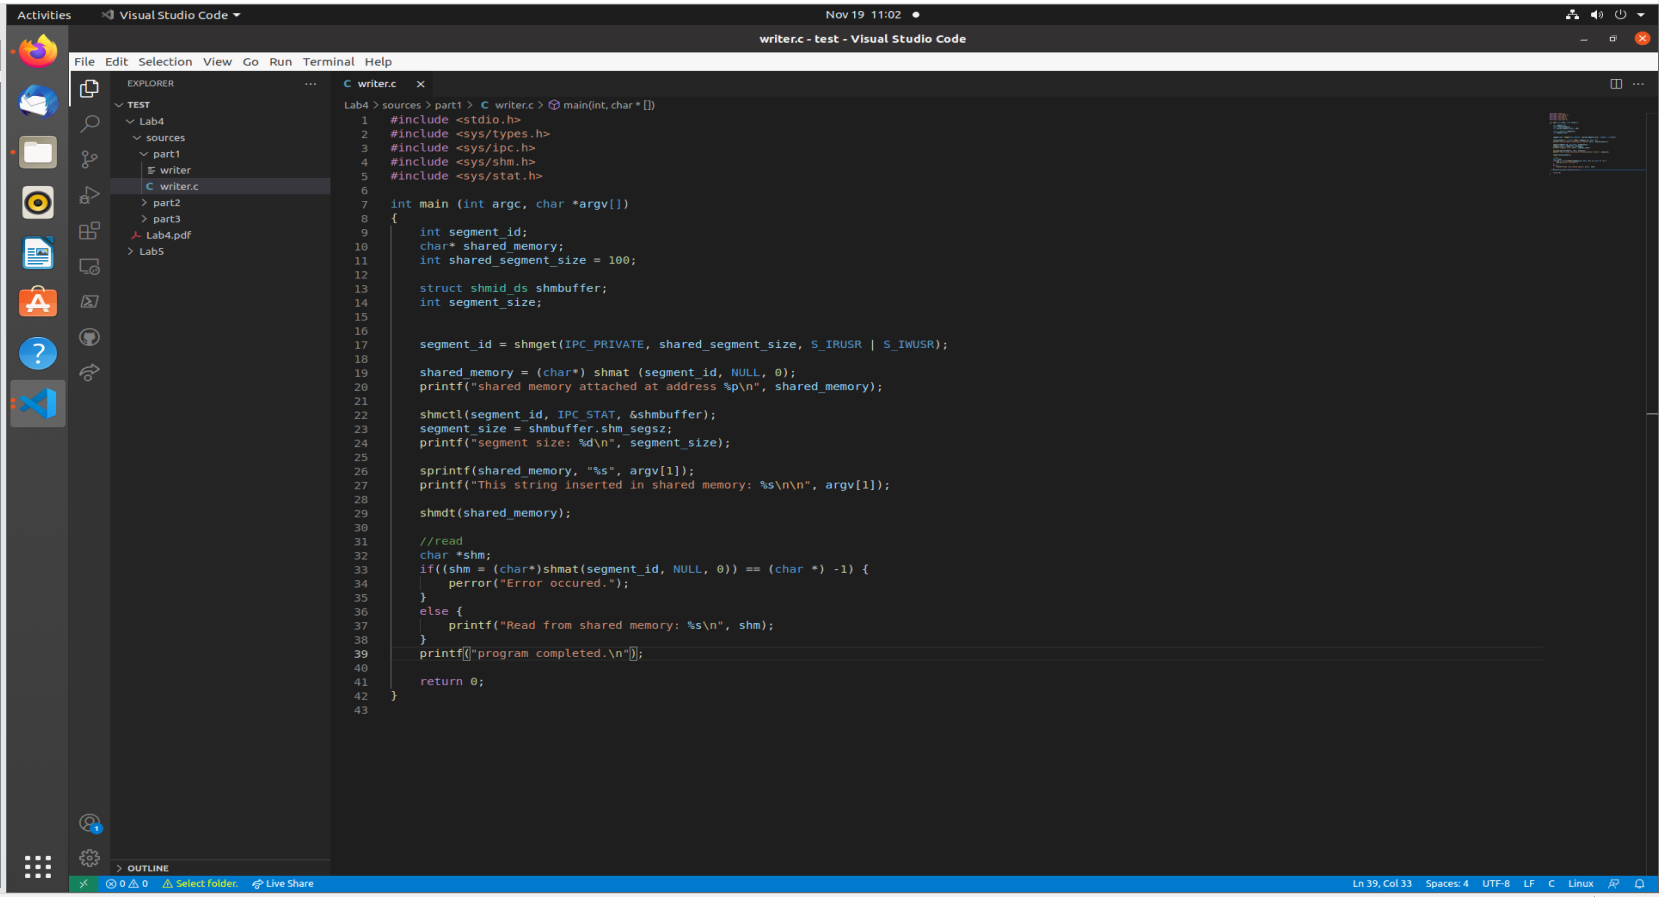 Activities
Visual Studio Code
Nov 19 11:02
writer.c - test - Visual Studio Code
File Edit Selection View Go Run Terminal Help
EXPLORER
TEST
Lab4
sources
part1
writer
C writer.c
part2
part3
Lab4.pdf
Lab5
OUTLINE
C writer.c
Lab4 > sources > part1 > C writer.c > main(int, char * [])
1 #include <stdio.h>
2 #include <sys/types.h>
3 #include <sys/ipc.h>
4 #include <sys/shm.h>
5 #include <sys/stat.h>
6
7 int main (int argc, char *argv[])
8 {
9 int segment_id;
10 char* shared_memory;
11 int shared_segment_size = 100;
12
13 struct shmid_ds shmbuffer;
14 int segment_size;
15
16
17 segment_id = shmget(IPC_PRIVATE, shared_segment_size, S_IRUSR | S_IWUSR);
18
19 shared_memory = (char*) shmat (segment_id, NULL, 0);
20 printf("shared memory attached at address %p\n", shared_memory);
21
22 shmctl(segment_id, IPC_STAT, &shmbuffer);
23 segment_size = shmbuffer.shm_segsz;
24 printf("segment size: %d\n", segment_size);
25
26 sprintf(shared_memory, "%s", argv[1]);
27 printf("This string inserted in shared memory: %s\n\n", argv[1]);
28
29 shmdt(shared_memory);
30
31 //read
32 char *shm;
33 if((shm = (char*)shmat(segment_id, NULL, 0)) == (char *) -1) {
34 perror("Error occured.");
35 }
36 else {
37 printf("Read from shared memory: %s\n", shm);
38 }
39 printf("program completed.\n");
40
41 return 0;
42 }
43
0 0 Select folder. Live Share
Ln 39, Col 33 Spaces: 4 UTF-8 LF C Linux